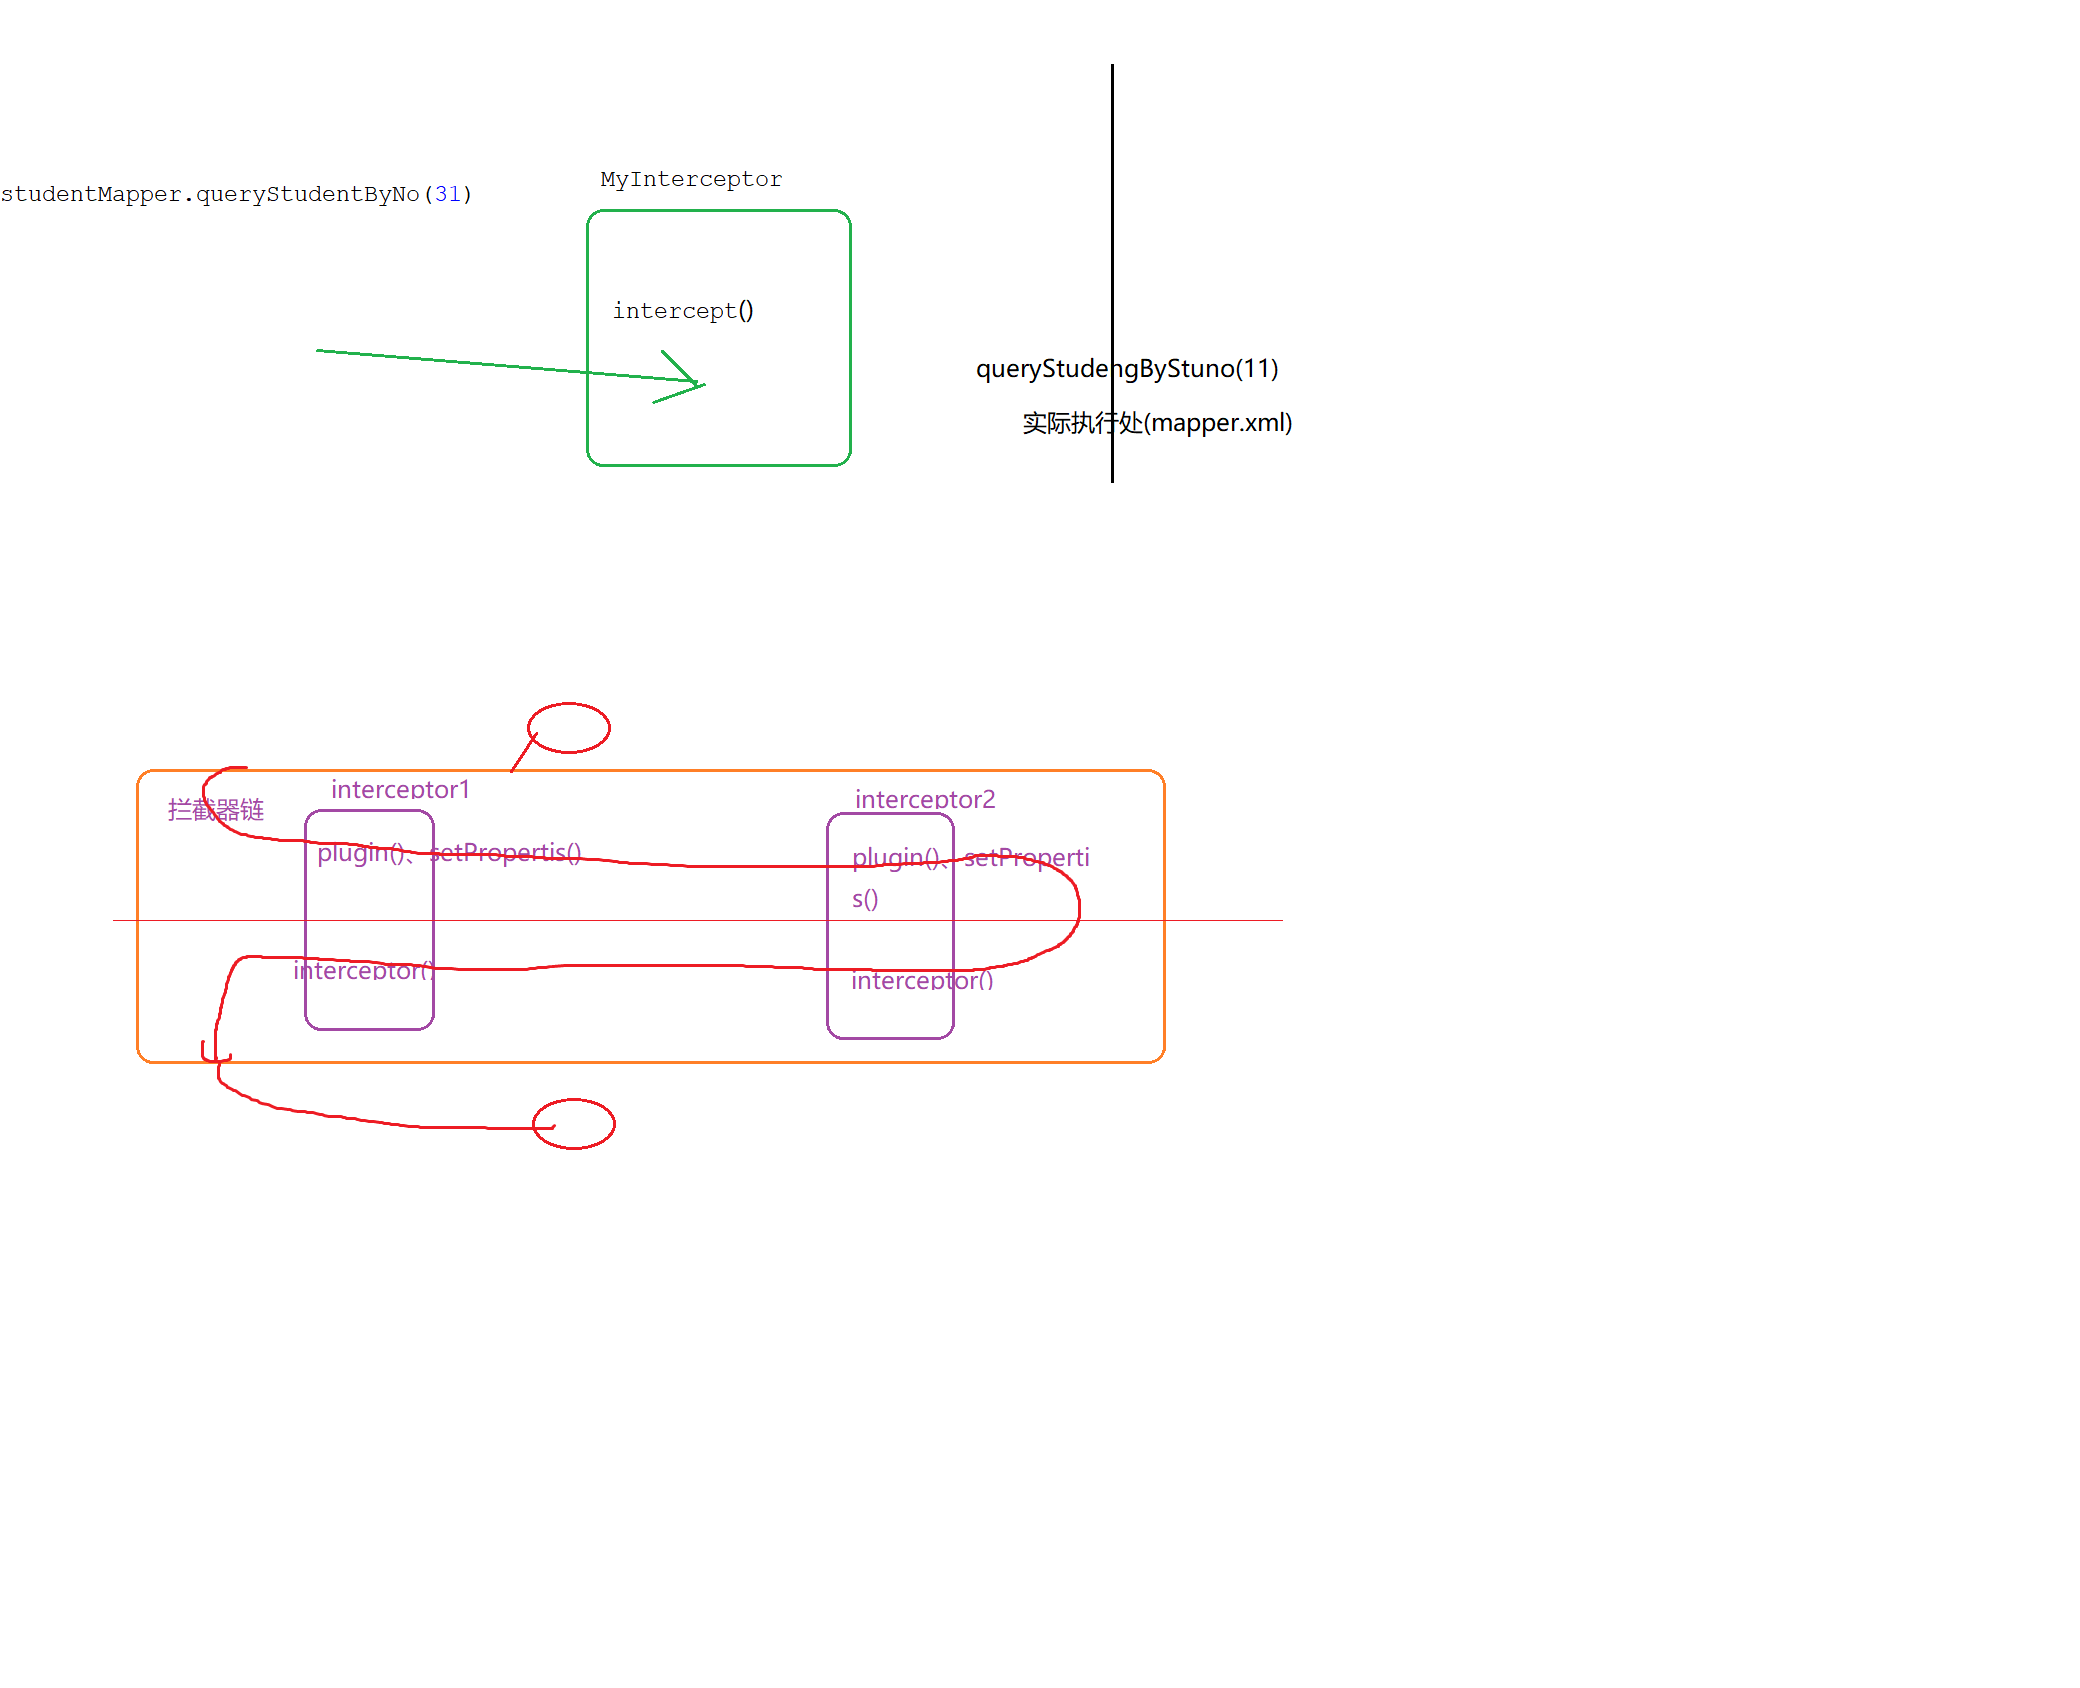 MyInterceptor
studentMapper.queryStudentByNo(31)
intercept()
queryStudengByStuno(11)
实际执行处(mapper.xml)
interceptor1
interceptor2
拦截器链
plugin()、setPropertis()
plugin()、setProperti
s()
interceptor()
interceptor()